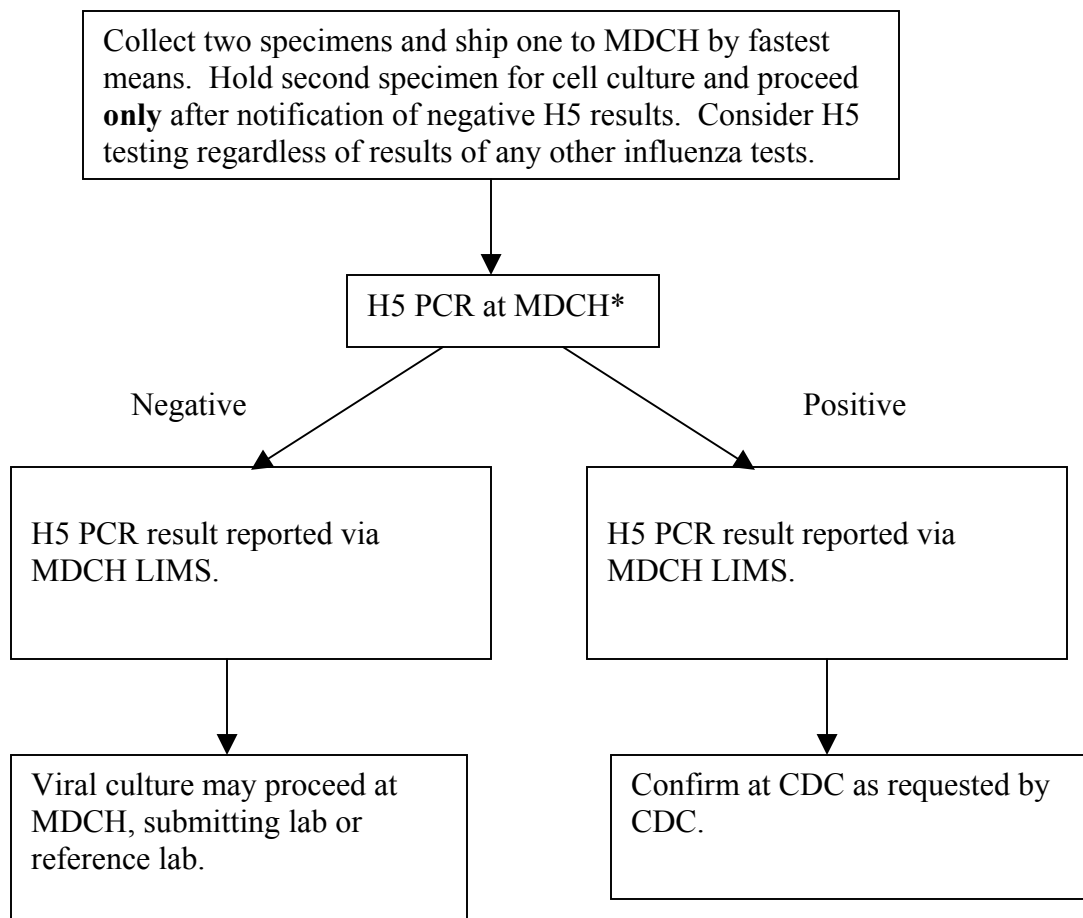 Collect two specimens and ship one to MDCH by fastest
means.  Hold second specimen for cell culture and proceed
only after notification of negative H5 results.  Consider H5
testing regardless of results of any other influenza tests.
H5 PCR at MDCH*
Negative
Positive
H5 PCR result reported via
MDCH LIMS.
H5 PCR result reported via
MDCH LIMS.
Viral culture may proceed at
MDCH, submitting lab or
reference lab.
Confirm at CDC as requested by
CDC.